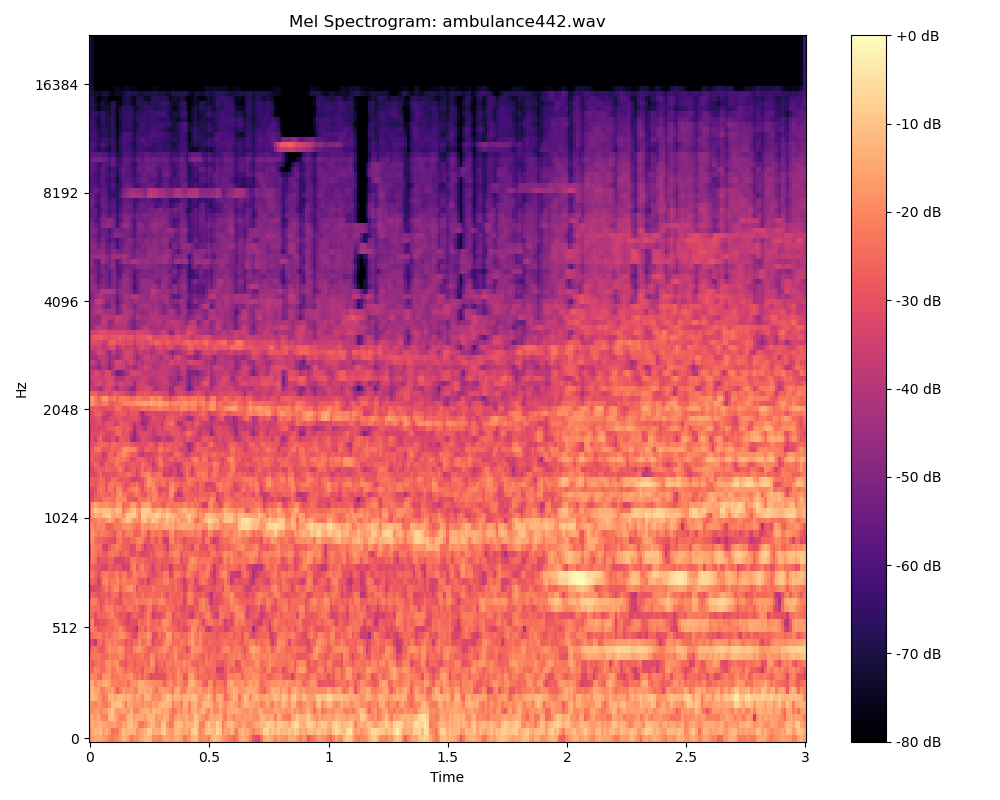 Mel Spectrogram: ambulance442.wav
Hz
16384
8192
4096
2048
1024
512
0
0 0.5 1 1.5 2 2.5 3
Time
+0 dB
-10 dB
-20 dB
-30 dB
-40 dB
-50 dB
-60 dB
-70 dB
-80 dB